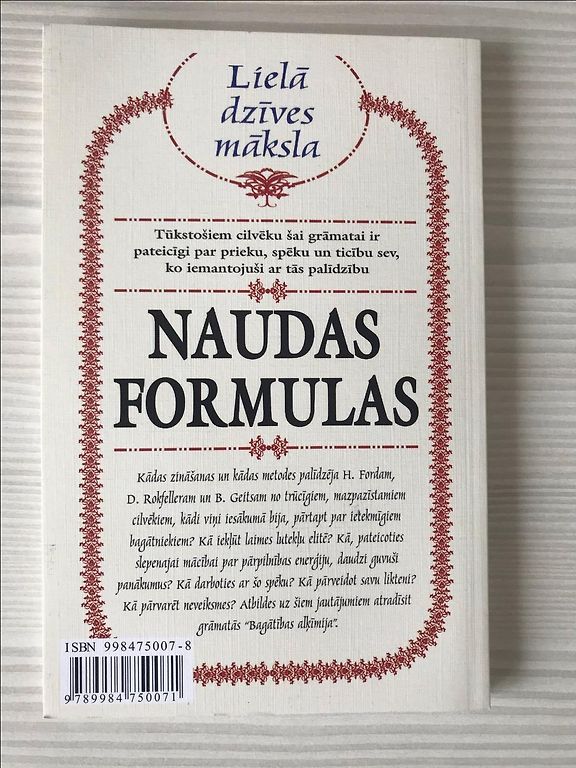 Lielā
dzīves
māksla
Tūkstošiem cilvēku šai grāmatai ir
pateicīgi par prieku, spēku un ticību sev,
ko iemantojuši ar tās palīdzību
NAUDAS
FORMULAS
Kādas zināšanas un kādas metodes palīdzēja H. Fordam,
D. Rokfelleram un B. Geitsam no trūcīgiem, mazpazīstamiem
cilvēkiem, kādi viņi iesākumā bija, pārtapt par ietekmīgiem
bagātniekiem? Kā iekļūt laimes lutekļu elitē? Kā, pateicoties
slepenajai mācībai par pārpilnības enerģiju, daudzi guvuši
panākumus? Kā darboties ar šo spēku? Kā pārveidot savu likteni?
Kā pārvarēt neveiksmes? Atbildes uz šiem jautājumiem atradīsit
grāmatās "Bagātības alķīmija".
ISBN 998475007-8
9789984750071